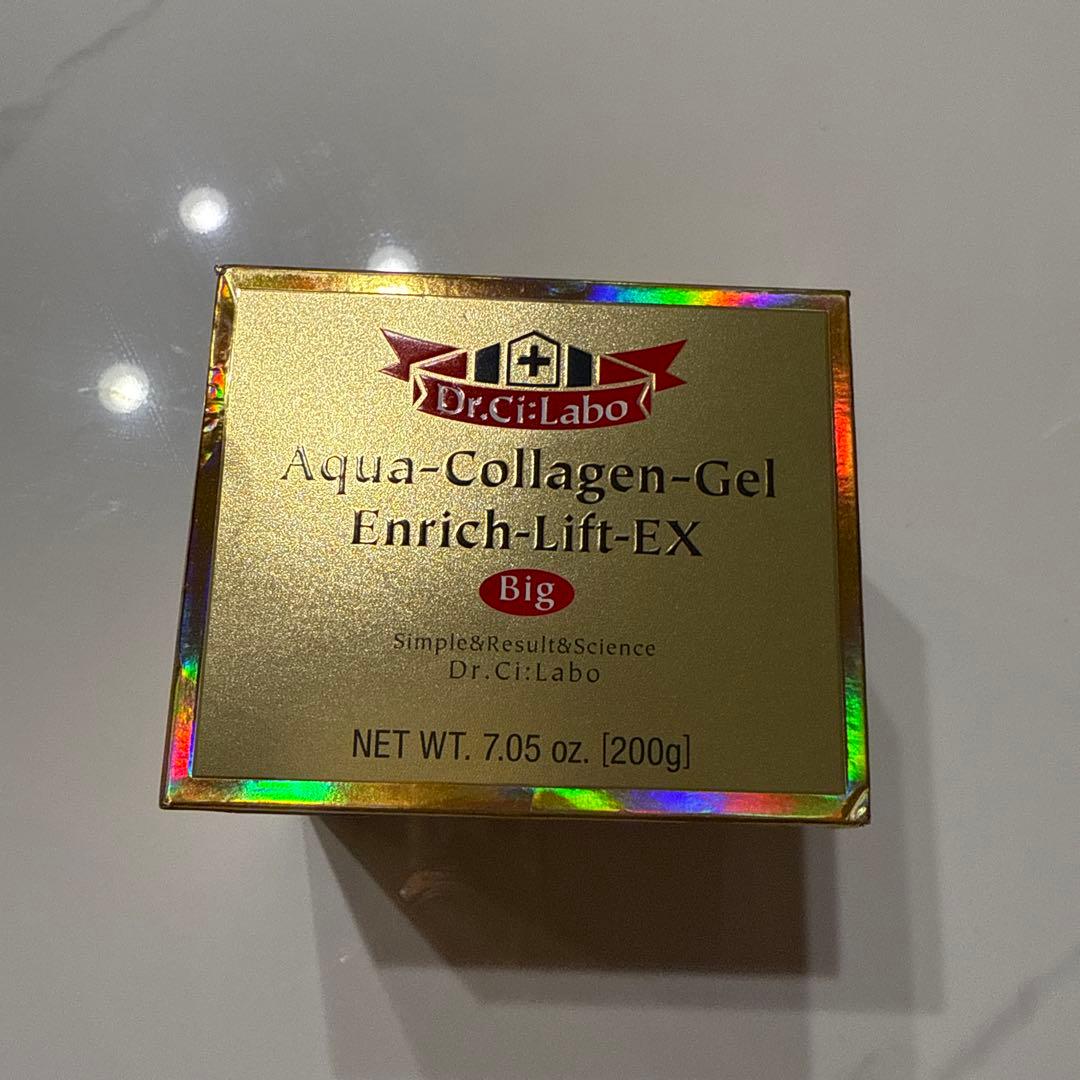 Dr.Ci:Labo
Aqua-Collagen-Gel
Enrich-Lift-EX
Big
Simple&Result&Science
Dr.Ci:Labo
NET WT. 7.05 oz. [200g]